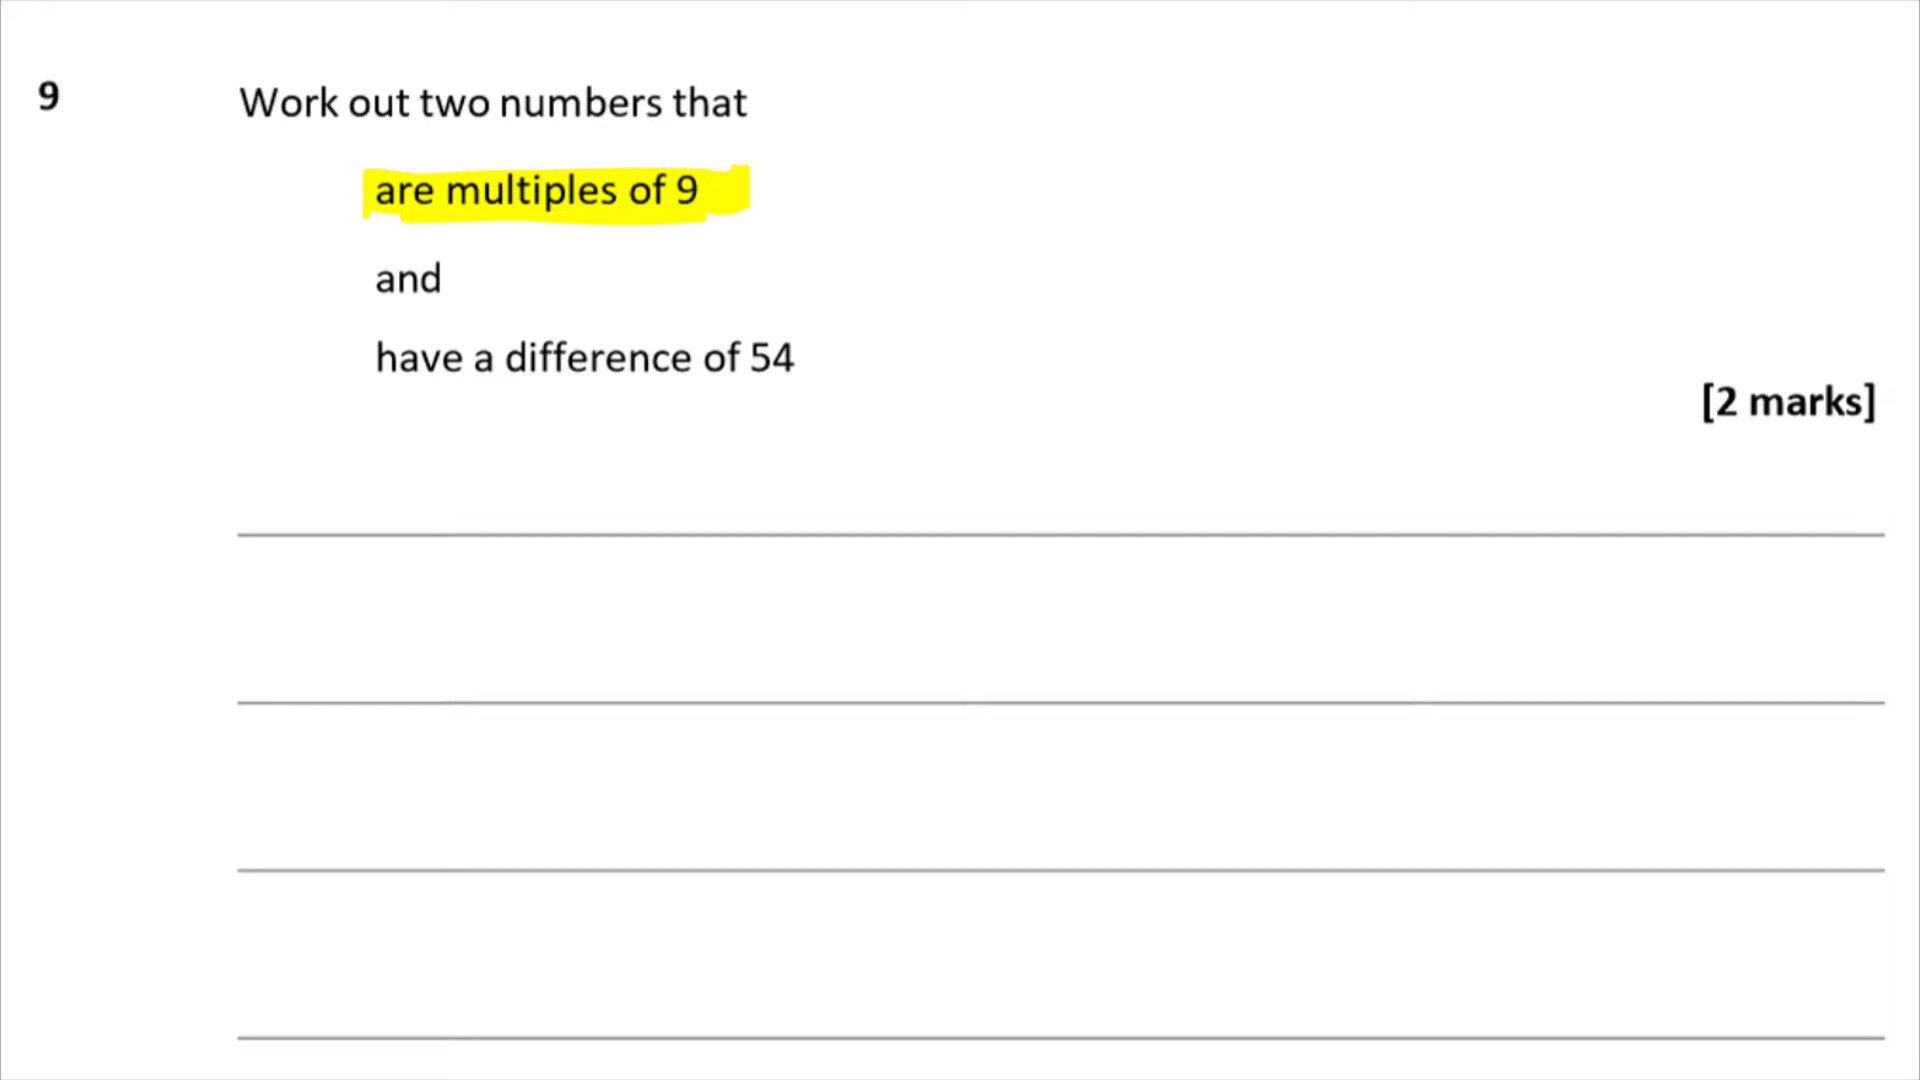 9 Work out two numbers that
are multiples of 9
and
have a difference of 54
[2 marks]